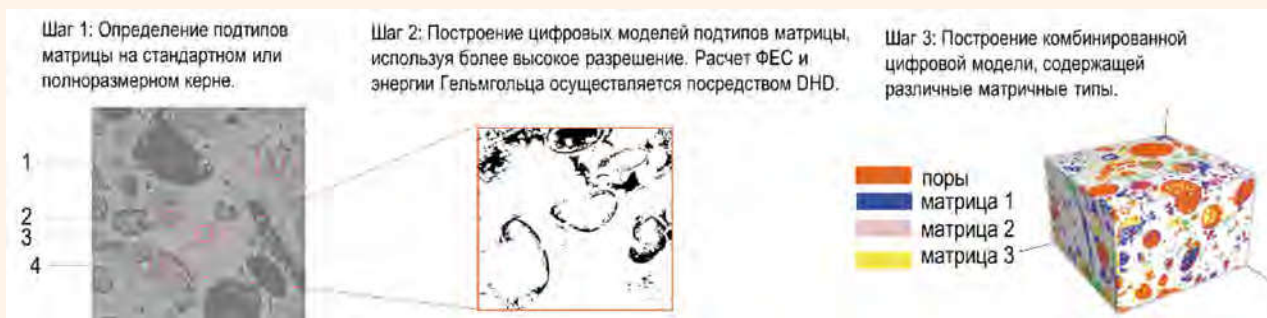 Шаг 1: Определение подтипов
матрицы на стандартном или
полноразмерном керне.
1
2
3
4
Шаг 2: Построение цифровых моделей подтипов матрицы,
используя более высокое разрешение. Расчет ФЕС и
энергии Гельмгольца осуществляется посредством DHD.
Шаг 3: Построение комбинированной
цифровой модели, содержащей
различные матричные типы.
поры
матрица 1
матрица 2
матрица 3